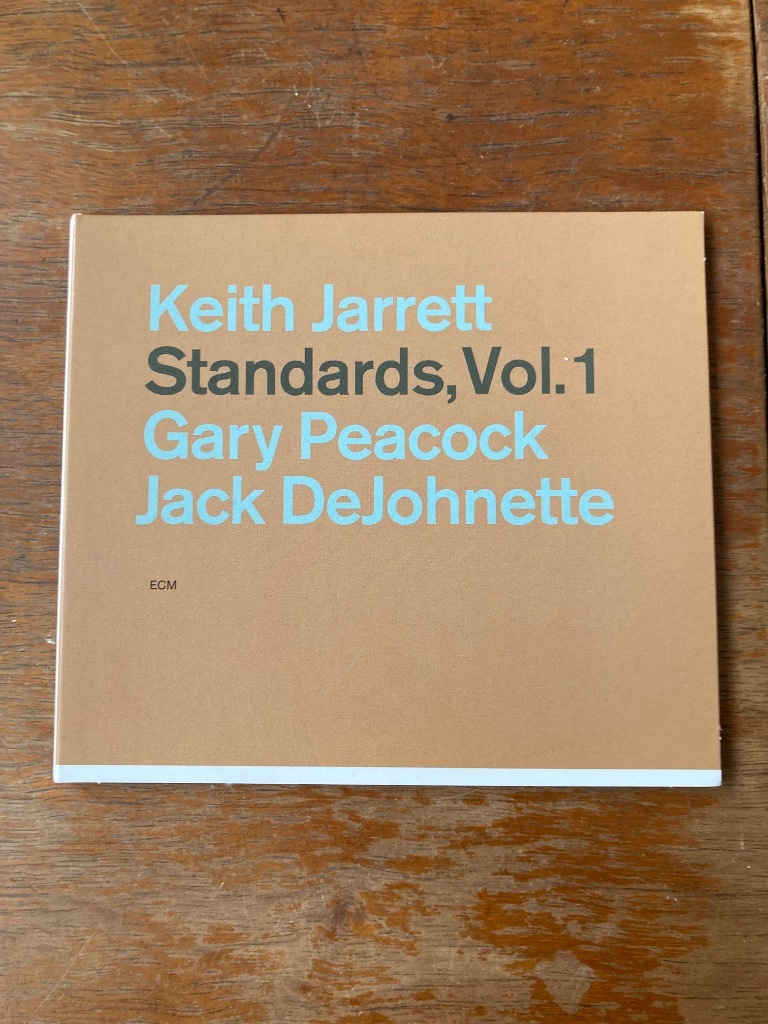 Keith Jarrett
Standards, Vol. 1
Gary Peacock
Jack DeJohnette
ECM